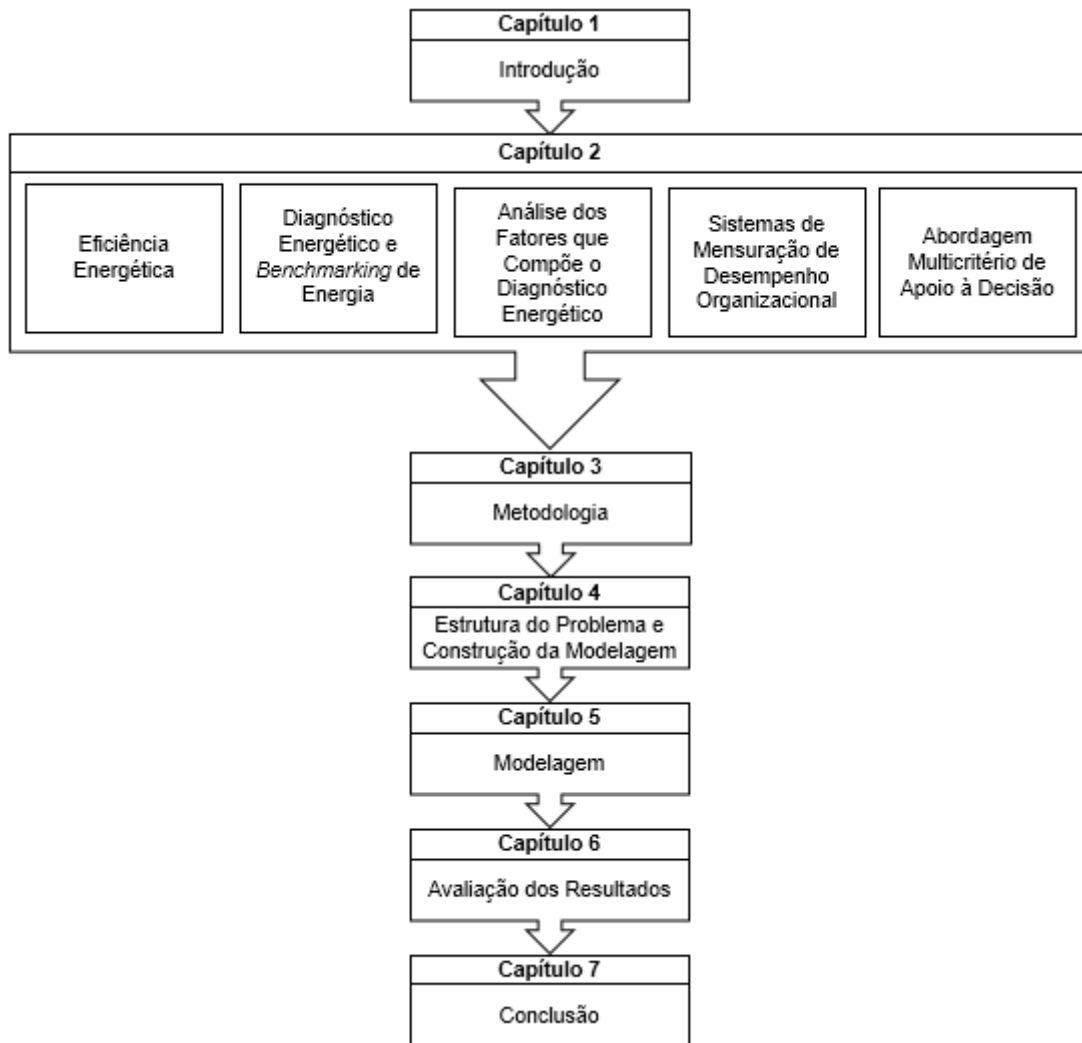 Capítulo 1
Introdução
Capítulo 2
Eficiência
Energética
Diagnóstico
Energético e
Benchmarking de
Energia
Análise dos
Fatores que
Compõe o
Diagnóstico
Energético
Sistemas de
Mensuração de
Desempenho
Organizacional
Abordagem
Multicritério de
Apoio à Decisão
Capítulo 3
Metodologia
Capítulo 4
Estrutura do Problema e
Construção da Modelagem
Capítulo 5
Modelagem
Capítulo 6
Avaliação dos Resultados
Capítulo 7
Conclusão